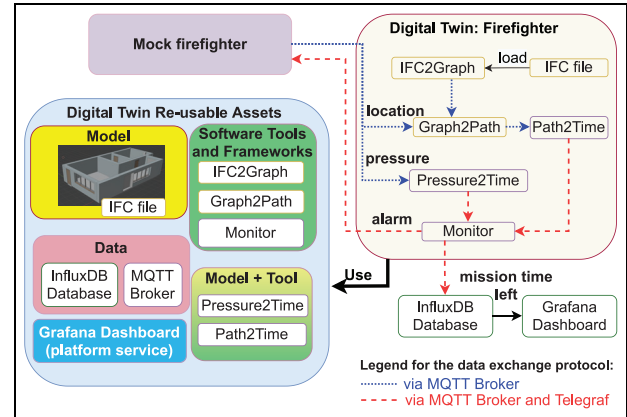 Mock firefighter
Digital Twin: Firefighter
IFC2Graph
load
IFC file
location
Graph2Path
Path2Time
pressure
Pressure2Time
alarm
Monitor
Digital Twin Re-usable Assets
Model
IFC file
Software Tools
and Frameworks
IFC2Graph
Graph2Path
Monitor
Data
InfluxDB
Database
MQTT
Broker
Model + Tool
Pressure2Time
Path2Time
Grafana Dashboard
(platform service)
Use
mission time
left
InfluxDB
Database
Grafana
Dashboard
Legend for the data exchange protocol:
via MQTT Broker
via MQTT Broker and Telegraf